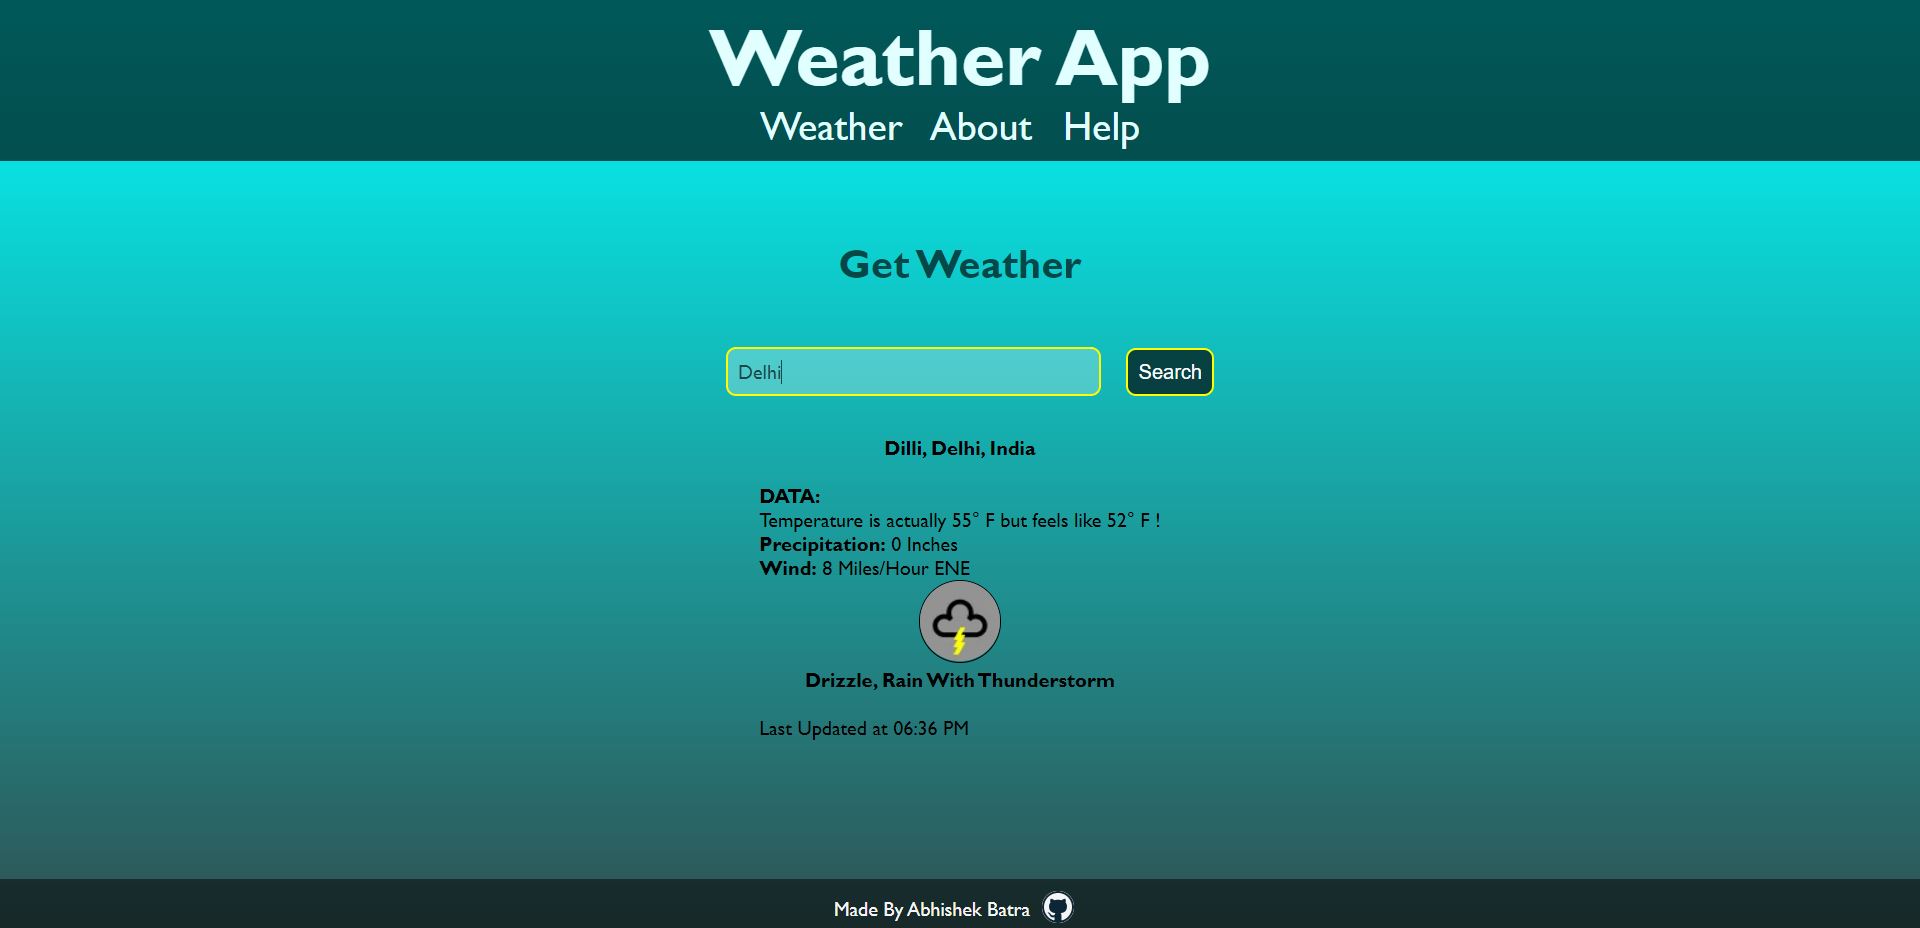 Weather App
Weather About Help
Get Weather
Delhi
Search
Dilli, Delhi, India
DATA:
Temperature is actually 55° F but feels like 52° F !
Precipitation: 0 Inches
Wind: 8 Miles/Hour ENE
Drizzle, Rain With Thunderstorm
Last Updated at 06:36 PM
Made By Abhishek Batra